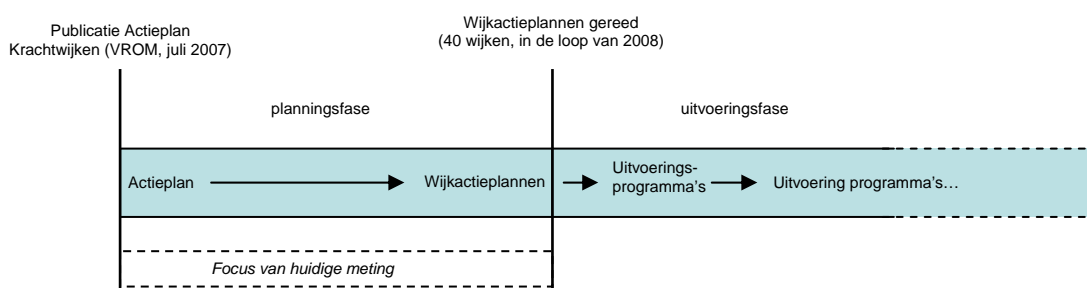 Publicatie Actieplan
Krachtwijken (VROM, juli 2007)
Wijkactieplannen gereed
(40 wijken, in de loop van 2008)
planningsfase
uitvoeringsfase
Actieplan
Wijkactieplannen
Uitvoerings-
programma's
Uitvoering programma's…
Focus van huidige meting